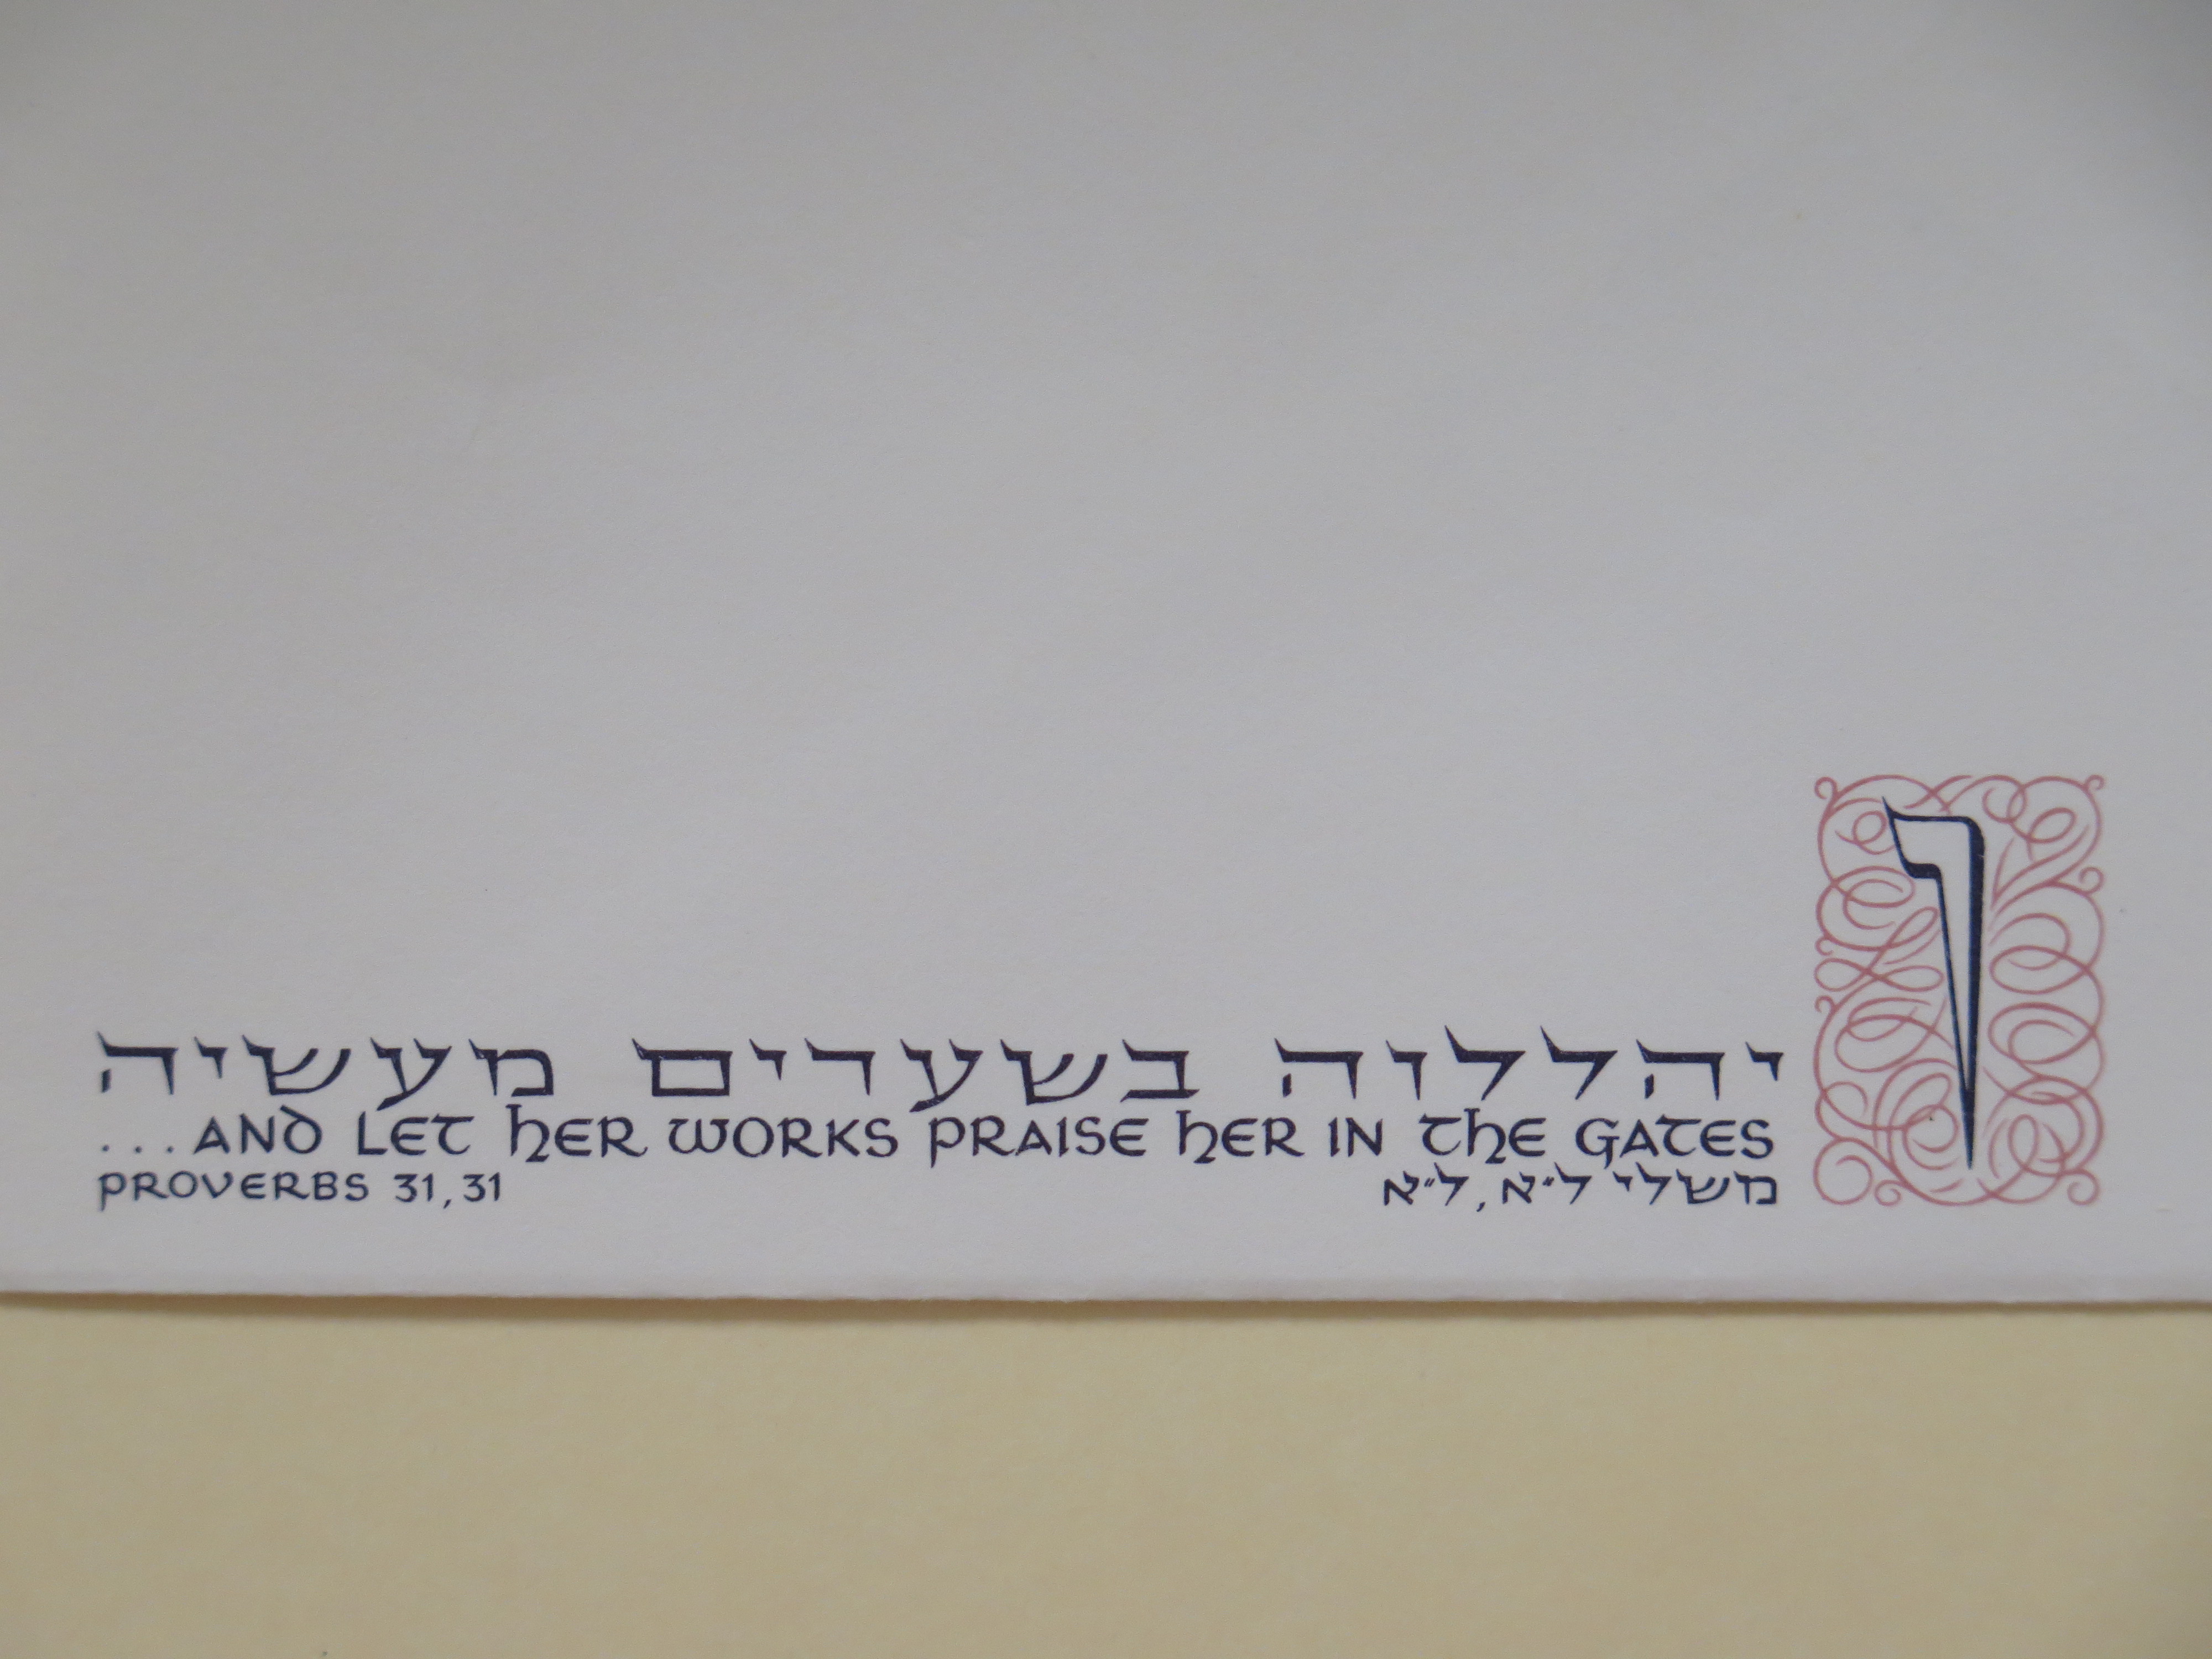 ויהללוה בשערים מעשיה
...AND LET HER WORKS PRAISE HER IN THE GATES
PROVERBS 31,31
משלי ל״א, ל״א